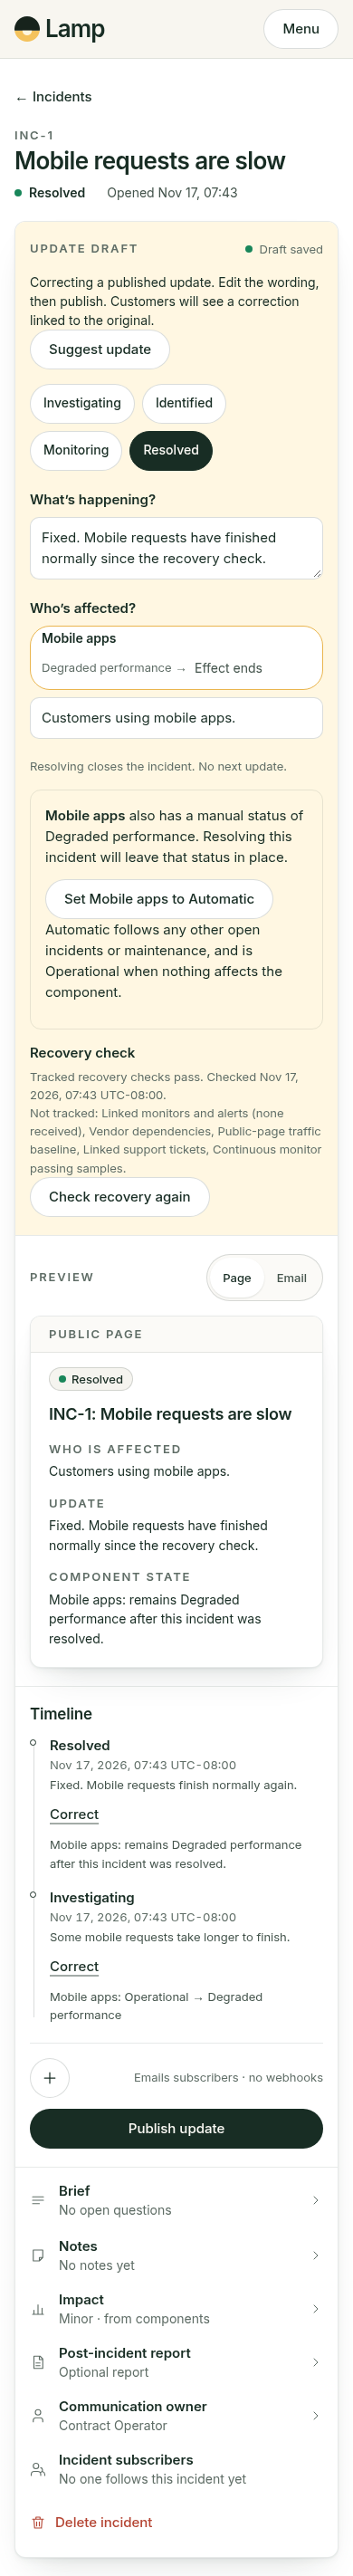 Lamp
Menu
← Incidents
INC-1
Mobile requests are slow
Resolved Opened Nov 17, 07:43
UPDATE DRAFT
Draft saved
Correcting a published update. Edit the wording,
then publish. Customers will see a correction
linked to the original.
Suggest update
Investigating
Identified
Monitoring
Resolved
What’s happening?
Fixed. Mobile requests have finished
normally since the recovery check.
Who’s affected?
Mobile apps
Degraded performance → Effect ends
Customers using mobile apps.
Resolving closes the incident. No next update.
Mobile apps also has a manual status of
Degraded performance. Resolving this
incident will leave that status in place.
Set Mobile apps to Automatic
Automatic follows any other open
incidents or maintenance, and is
Operational when nothing affects the
component.
Recovery check
Tracked recovery checks pass. Checked Nov 17,
2026, 07:43 UTC-08:00.
Not tracked: Linked monitors and alerts (none
received), Vendor dependencies, Public-page traffic
baseline, Linked support tickets, Continuous monitor
passing samples.
Check recovery again
PREVIEW
Page
Email
PUBLIC PAGE
Resolved
INC-1: Mobile requests are slow
WHO IS AFFECTED
Customers using mobile apps.
UPDATE
Fixed. Mobile requests have finished
normally since the recovery check.
COMPONENT STATE
Mobile apps: remains Degraded
performance after this incident was
resolved.
Timeline
Resolved
Nov 17, 2026, 07:43 UTC-08:00
Fixed. Mobile requests finish normally again.
Correct
Mobile apps: remains Degraded performance
after this incident was resolved.
Investigating
Nov 17, 2026, 07:43 UTC-08:00
Some mobile requests take longer to finish.
Correct
Mobile apps: Operational → Degraded
performance
Emails subscribers · no webhooks
Publish update
Brief
No open questions
Notes
No notes yet
Impact
Minor · from components
Post-incident report
Optional report
Communication owner
Contract Operator
Incident subscribers
No one follows this incident yet
Delete incident